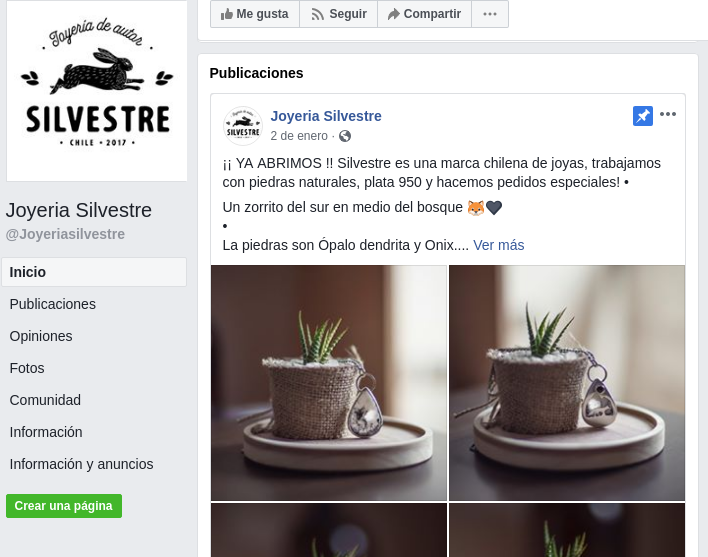 Joyería de autor
SILVESTRE
• CHILE • 2017 •
Joyeria Silvestre
@Joyeriasilvestre
Inicio
Publicaciones
Opiniones
Fotos
Comunidad
Información
Información y anuncios
Crear una página
Me gusta
Seguir
Compartir
Publicaciones
Joyeria Silvestre
2 de enero ·
¡¡ YA ABRIMOS !! Silvestre es una marca chilena de joyas, trabajamos
con piedras naturales, plata 950 y hacemos pedidos especiales! •
Un zorrito del sur en medio del bosque 🦊🖤
•
La piedras son Ópalo dendrita y Onix.... Ver más
SILVESTRE